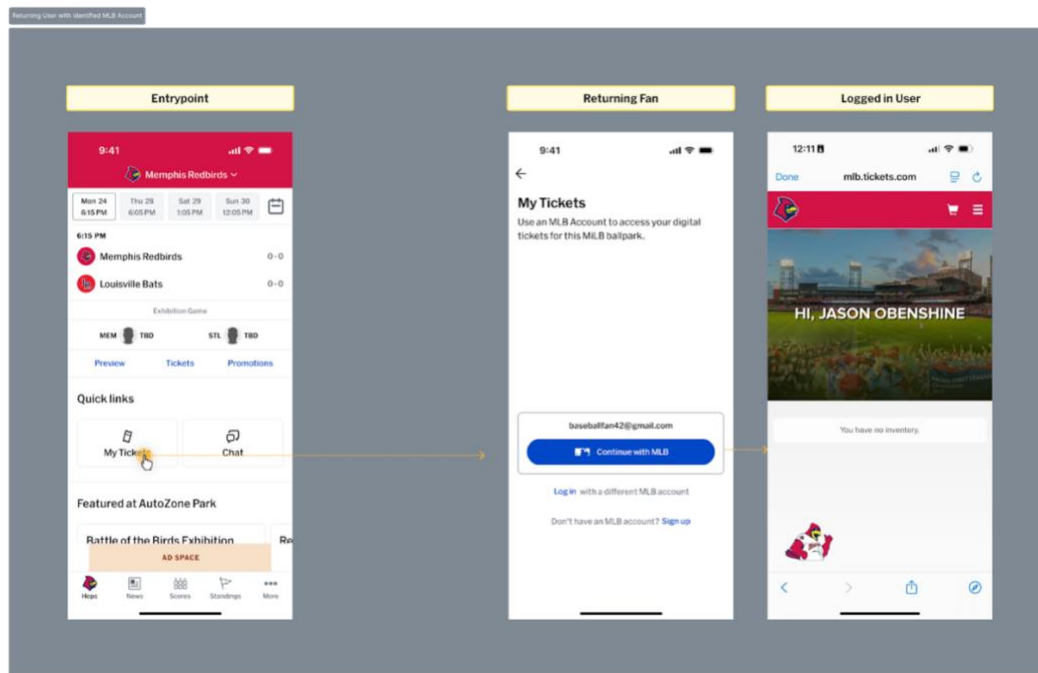 Returning User with Identified MLB Account
Entrypoint
Returning Fan
Logged in User
9:41
Memphis Redbirds
Mon 24
6:15 PM
Thu 28
6:05 PM
Sat 29
1:05 PM
Sun 30
12:05 PM
6:15 PM
Memphis Redbirds 0-0
Louisville Bats 0-0
Exhibition Game
MEM TBD STL TBD
Preview Tickets Promotions
Quick links
My Tickets
Chat
Featured at AutoZone Park
Battle of the Birds Exhibition Re
AD SPACE
Hops News Scores Standings More
9:41
My Tickets
Use an MLB Account to access your digital
tickets for this MiLB ballpark.
baseballfan42@gmail.com
Continue with MLB
Log in with a different MLB account
Don't have an MLB account? Sign up
12:11
Done mlb.tickets.com
HI, JASON OBENSHINE
You have no inventory.